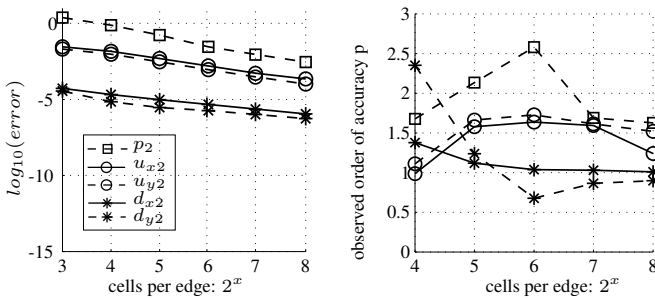 0
-5
-10
-15
log10(error)
p2
ux2
uy2
dx2
dy2
3 4 5 6 7 8
cells per edge: 2^x
3
2.5
2
1.5
1
0.5
0
observed order of accuracy p
4 5 6 7 8
cells per edge: 2^x